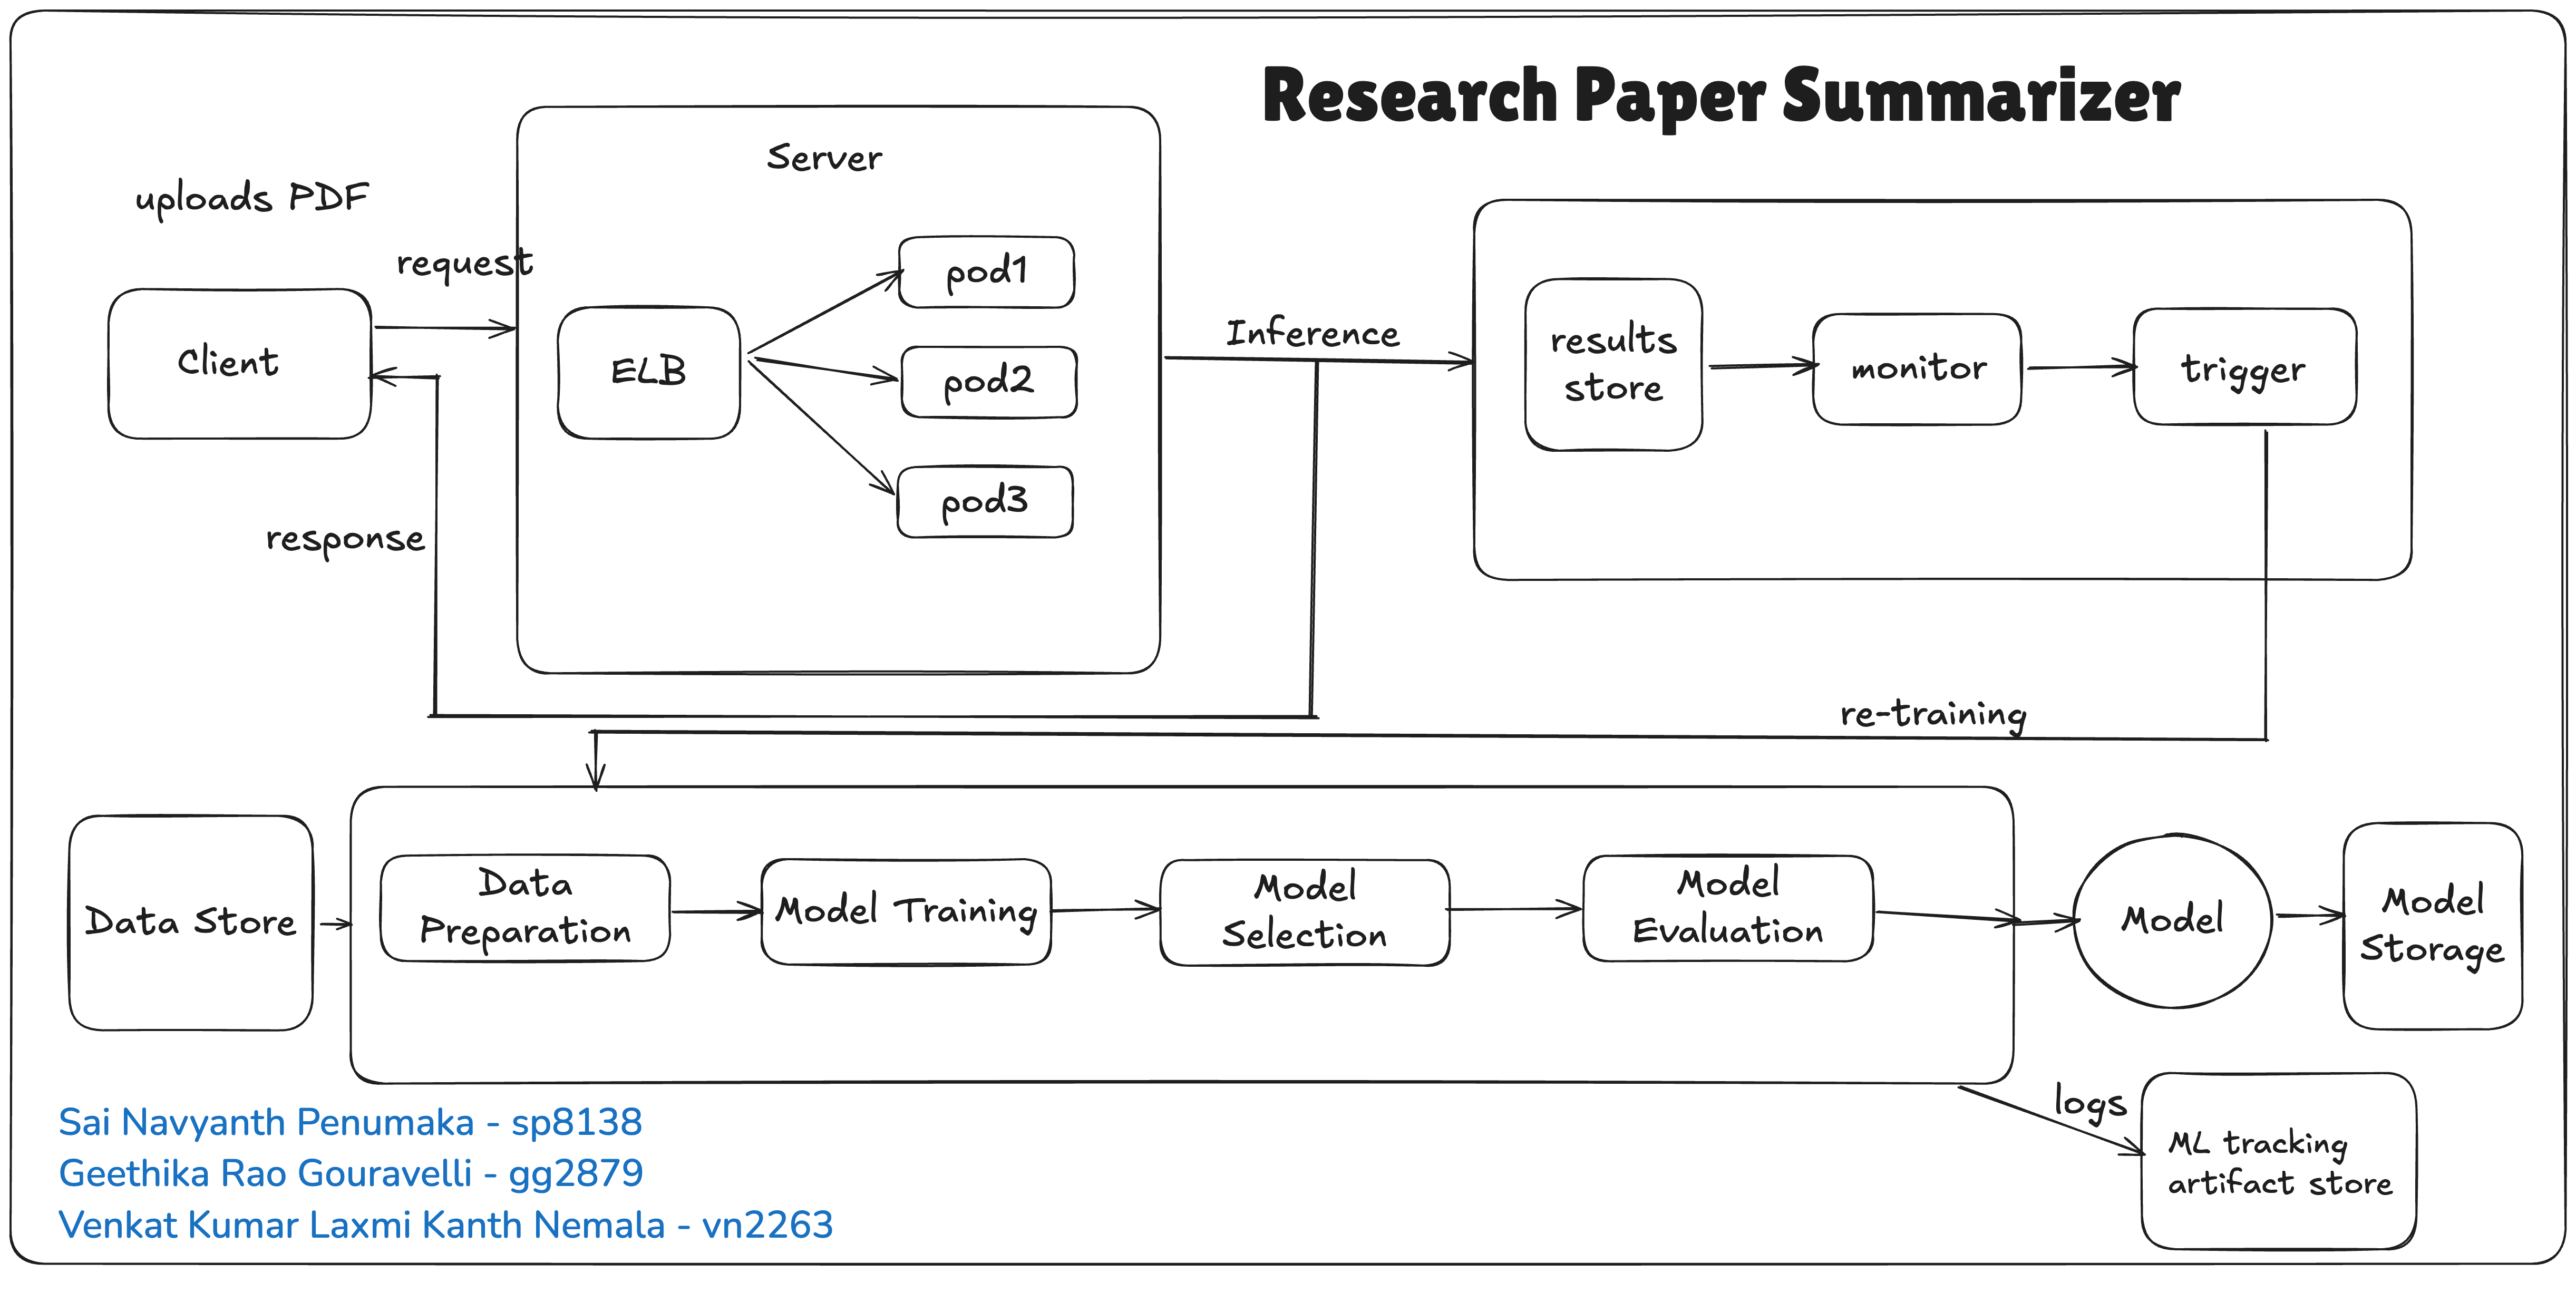 Research Paper Summarizer
Server
uploads PDF
request
Client
response
ELB
pod1
pod2
pod3
Inference
results
store
monitor
trigger
re-training
Data Store
Data
Preparation
Model Training
Model
Selection
Model
Evaluation
Model
Model
Storage
logs
ML tracking
artifact store
Sai Navyanth Penumaka - sp8138
Geethika Rao Gouravelli - gg2879
Venkat Kumar Laxmi Kanth Nemala - vn2263